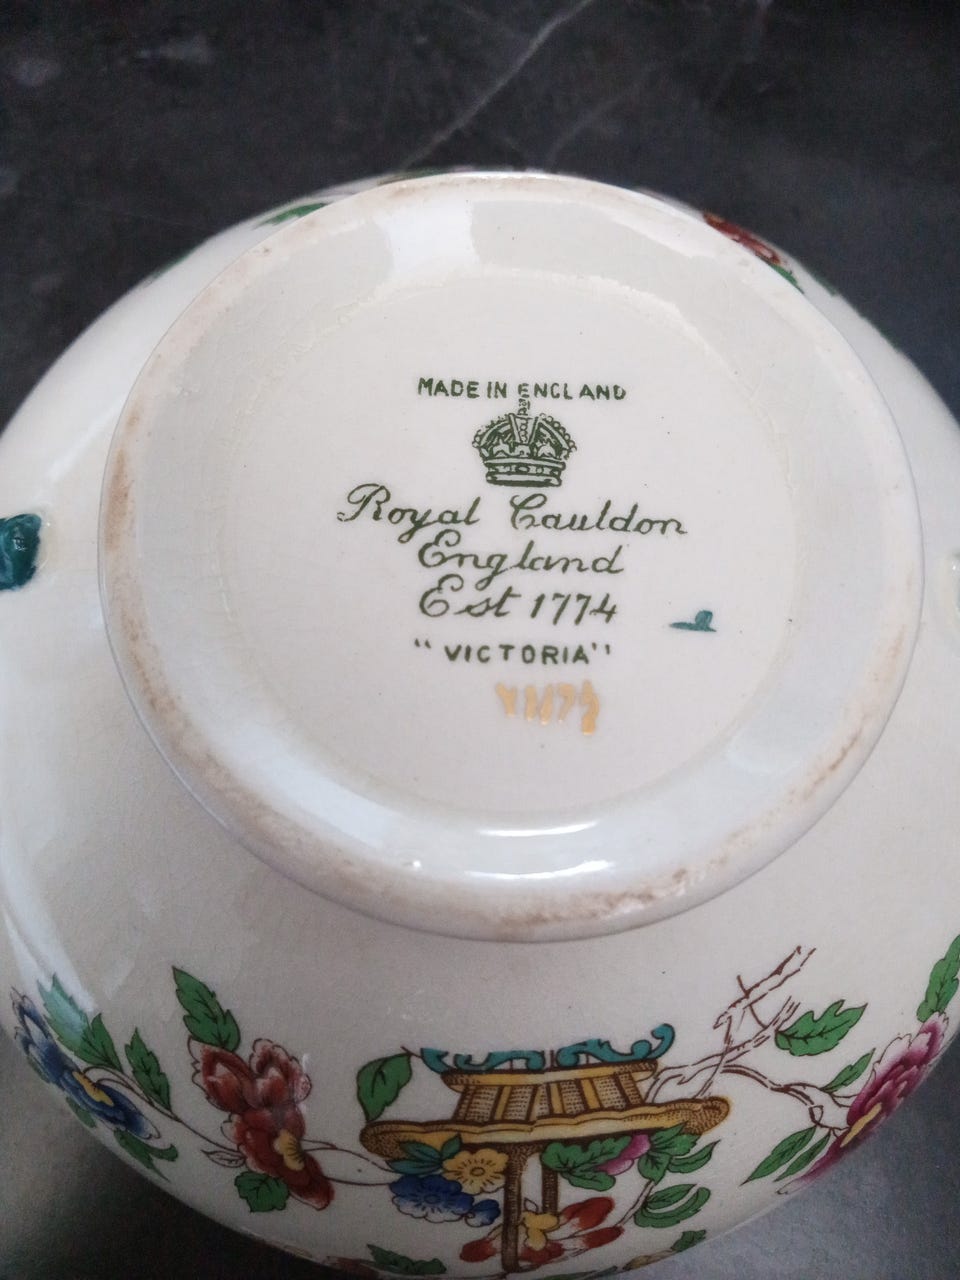 MADE IN ENGLAND
Royal Cauldon
England
Est 1774
"VICTORIA"